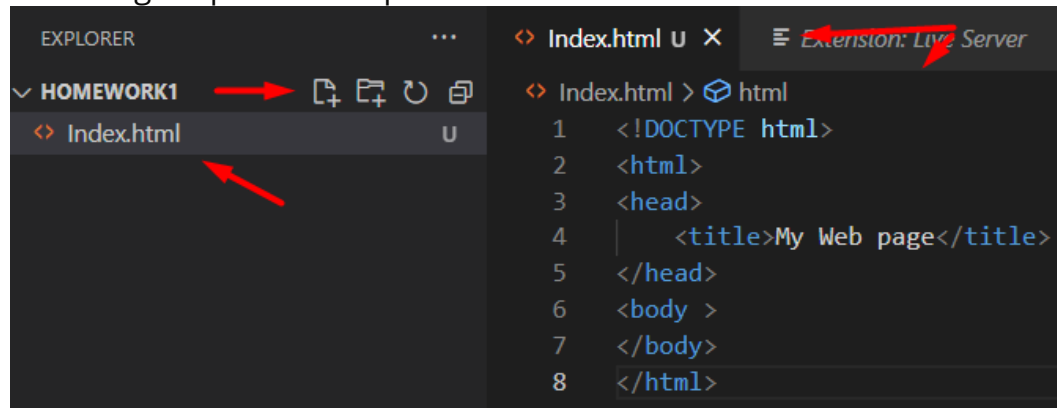 EXPLORER ...
HOMEWORK1
<> Index.html U
<> Index.html U × Extension: Live Server
<> Index.html > html
1 <!DOCTYPE html>
2 <html>
3 <head>
4 <title>My Web page</title>
5 </head>
6 <body >
7 </body>
8 </html>